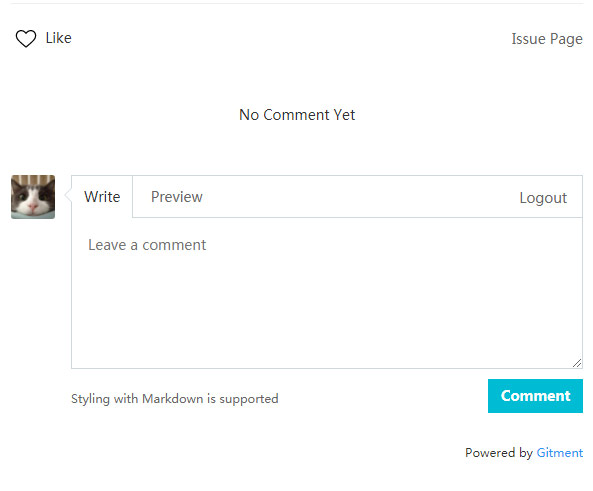 Like
Issue Page
No Comment Yet
Write
Preview
Logout
Leave a comment
Styling with Markdown is supported
Comment
Powered by Gitment